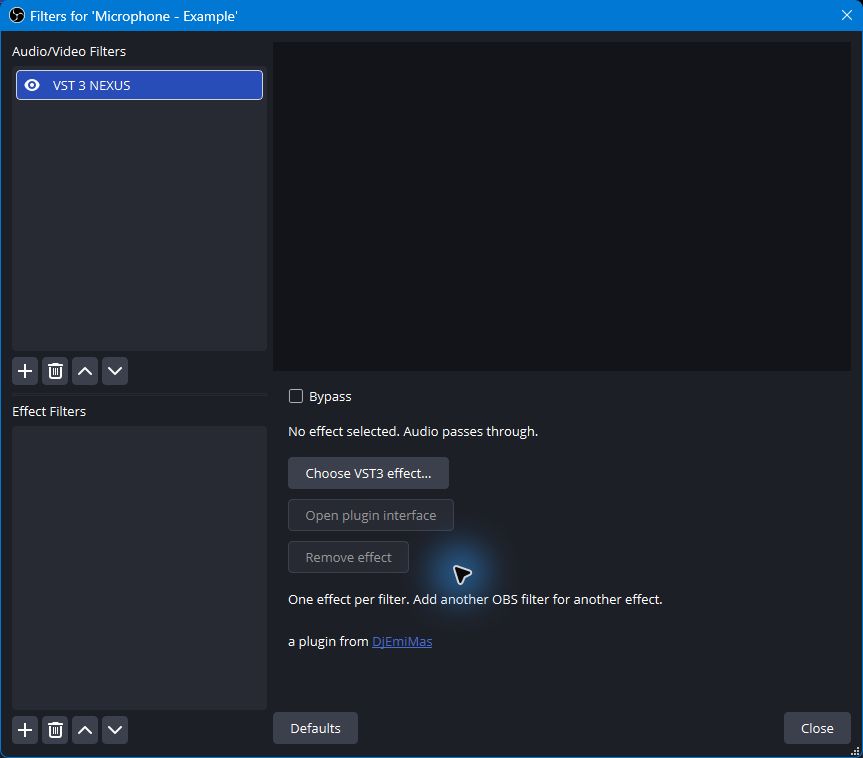 Filters for 'Microphone - Example'
Audio/Video Filters
VST 3 NEXUS
Effect Filters
Bypass
No effect selected. Audio passes through.
Choose VST3 effect...
Open plugin interface
Remove effect
One effect per filter. Add another OBS filter for another effect.
a plugin from DjEmiMas
Defaults
Close